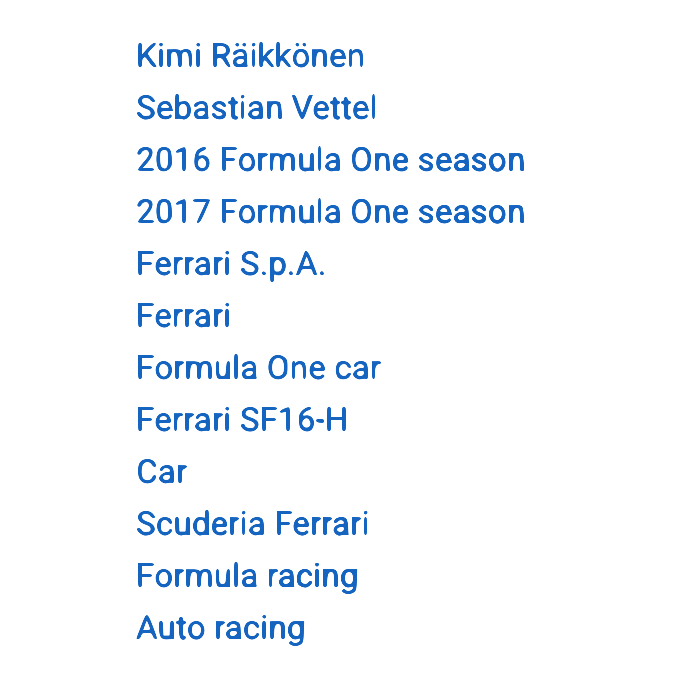 Kimi Räikkönen
Sebastian Vettel
2016 Formula One season
2017 Formula One season
Ferrari S.p.A.
Ferrari
Formula One car
Ferrari SF16-H
Car
Scuderia Ferrari
Formula racing
Auto racing